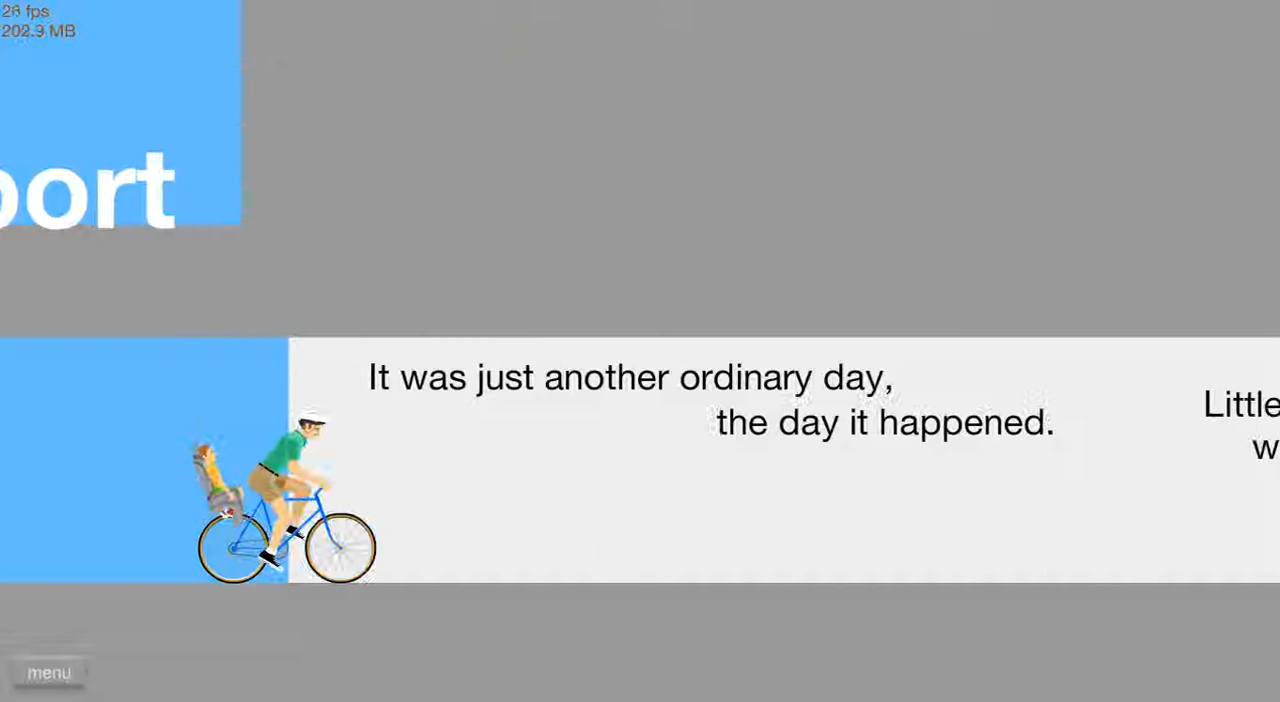 28 fps
202.9 MB
port
It was just another ordinary day,
the day it happened.
Little
w
menu